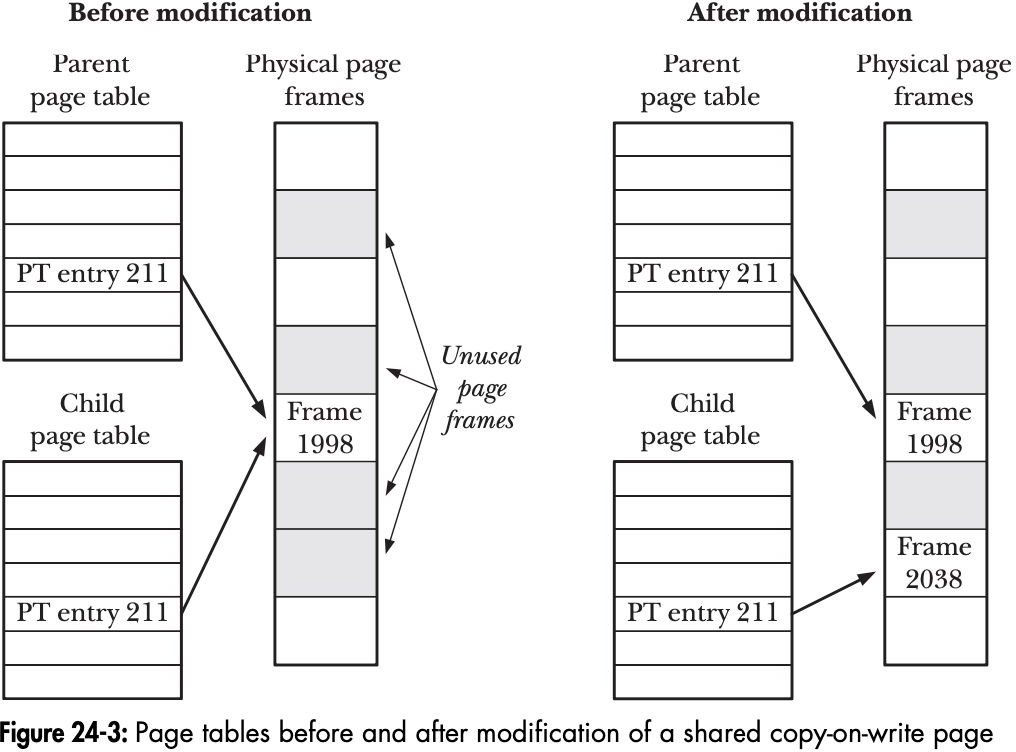 Before modification
Parent
page table
Physical page
frames
PT entry 211
Child
page table
PT entry 211
Frame
1998
Unused
page
frames
After modification
Parent
page table
Physical page
frames
PT entry 211
Child
page table
PT entry 211
Frame
1998
Frame
2038
Figure 24-3: Page tables before and after modification of a shared copy-on-write page